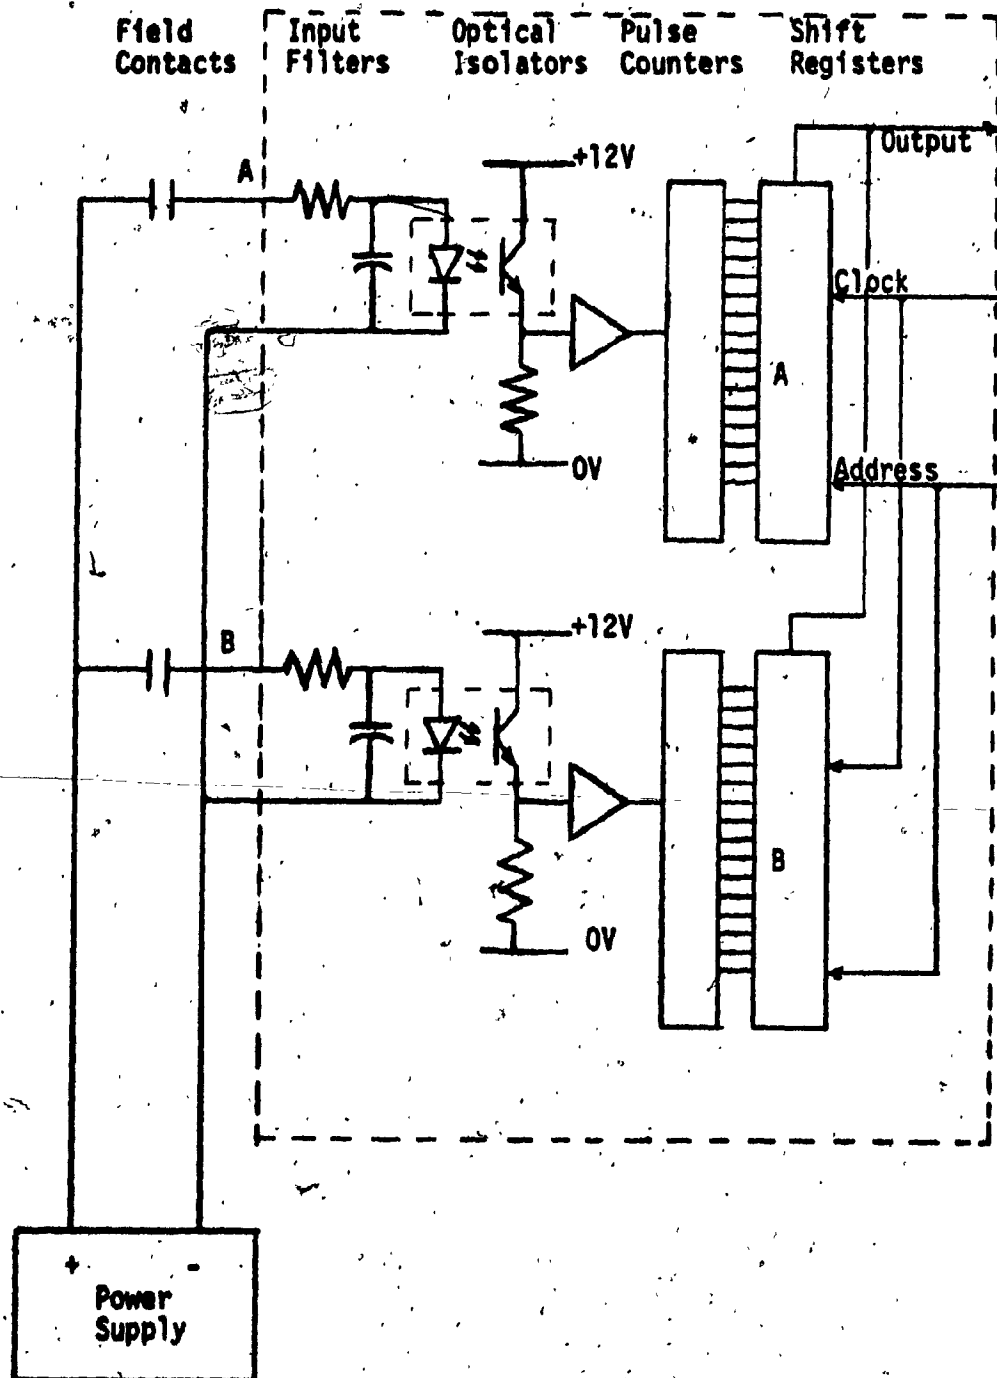 Field Contacts
Input Filters
Optical Isolators
Pulse Counters
Shift Registers
Output
+12V
A
Clock
A
Address
0V
+12V
B
B
0V
+ -
Power
Supply